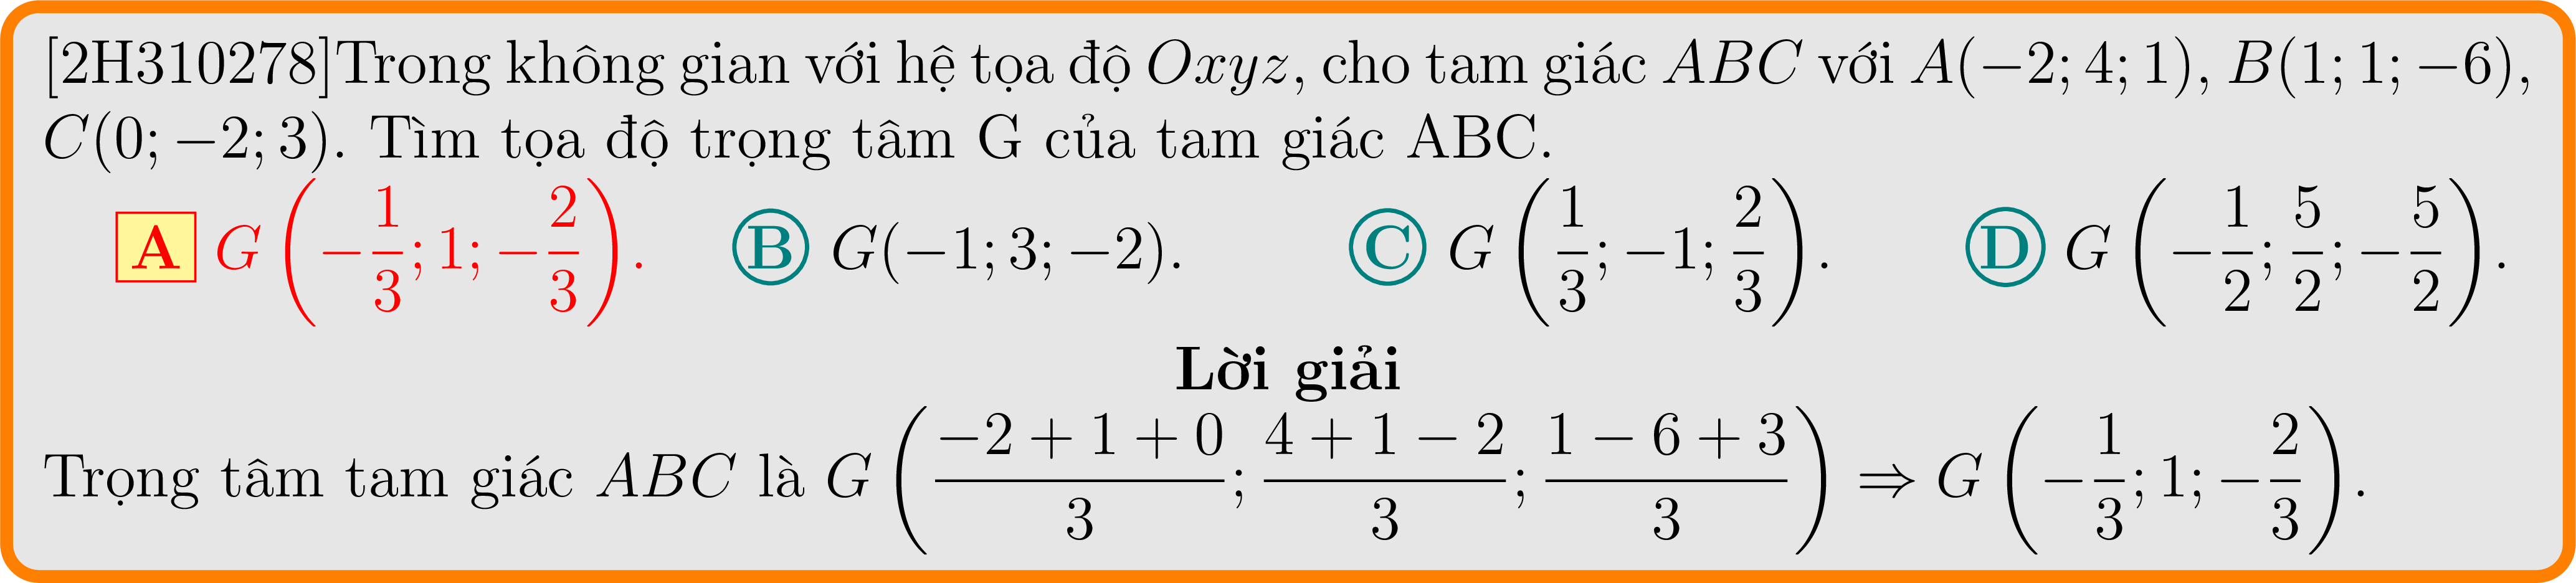 [2H310278]Trong không gian với hệ tọa độ $Oxyz$, cho tam giác $ABC$ với $A(-2; 4; 1)$, $B(1; 1; -6)$,
$C(0; -2; 3)$. Tìm tọa độ trọng tâm G của tam giác ABC.
A $G\left(-\frac{1}{3}; 1; -\frac{2}{3}\right)$. B $G(-1; 3; -2)$. C $G\left(\frac{1}{3}; -1; \frac{2}{3}\right)$. D $G\left(-\frac{1}{2}; \frac{5}{2}; -\frac{5}{2}\right)$.
Lời giải
Trọng tâm tam giác $ABC$ là $G\left(\frac{-2+1+0}{3}; \frac{4+1-2}{3}; \frac{1-6+3}{3}\right) \Rightarrow G\left(-\frac{1}{3}; 1; -\frac{2}{3}\right)$.